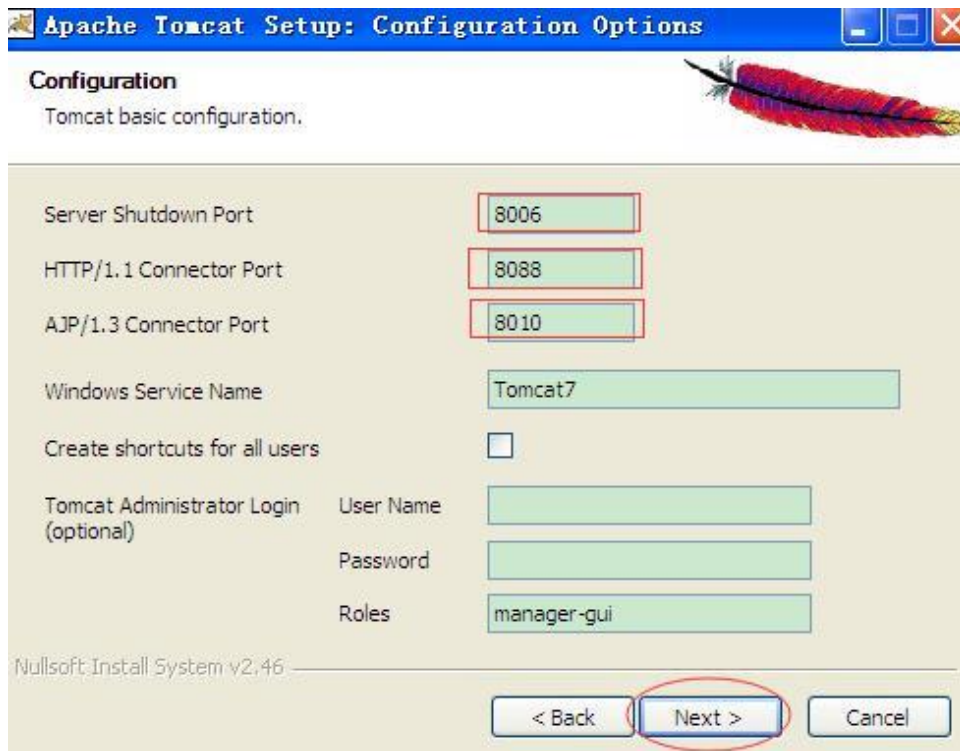 Apache Tomcat Setup: Configuration Options
Configuration
Tomcat basic configuration.
Server Shutdown Port 8006
HTTP/1.1 Connector Port 8088
AJP/1.3 Connector Port 8010
Windows Service Name Tomcat7
Create shortcuts for all users
Tomcat Administrator Login User Name
(optional)
Password
Roles manager-gui
Nullsoft Install System v2.46
< Back Next > Cancel